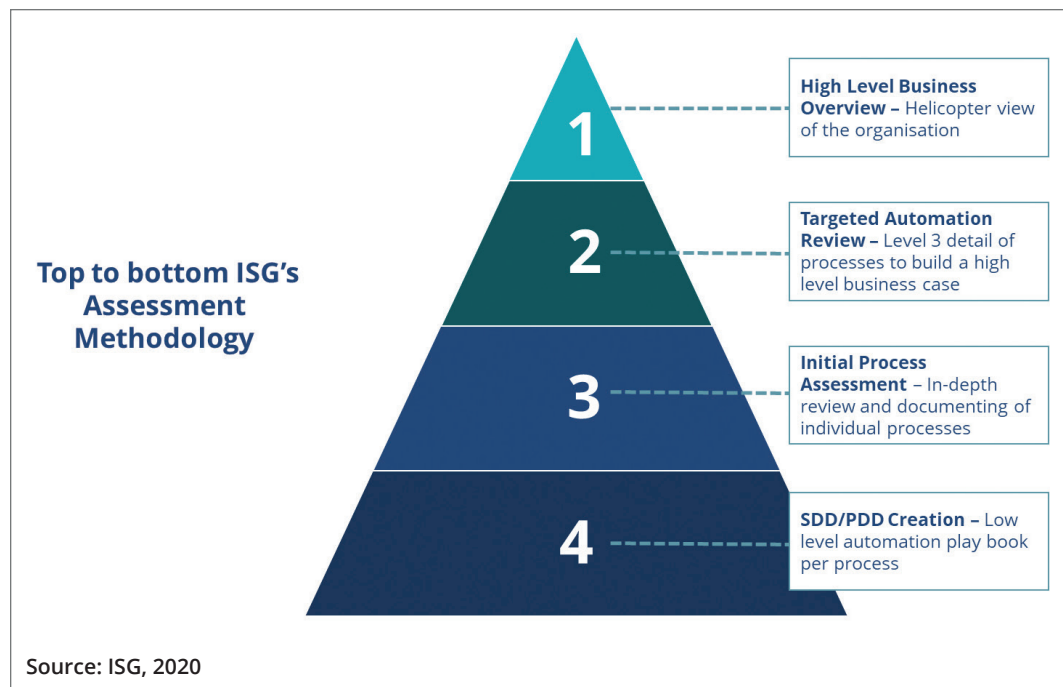 Top to bottom ISG’s
Assessment
Methodology
1
High Level Business
Overview – Helicopter view
of the organisation
2
Targeted Automation
Review – Level 3 detail of
processes to build a high
level business case
3
Initial Process
Assessment – In-depth
review and documenting of
individual processes
4
SDD/PDD Creation – Low
level automation play book
per process
Source: ISG, 2020